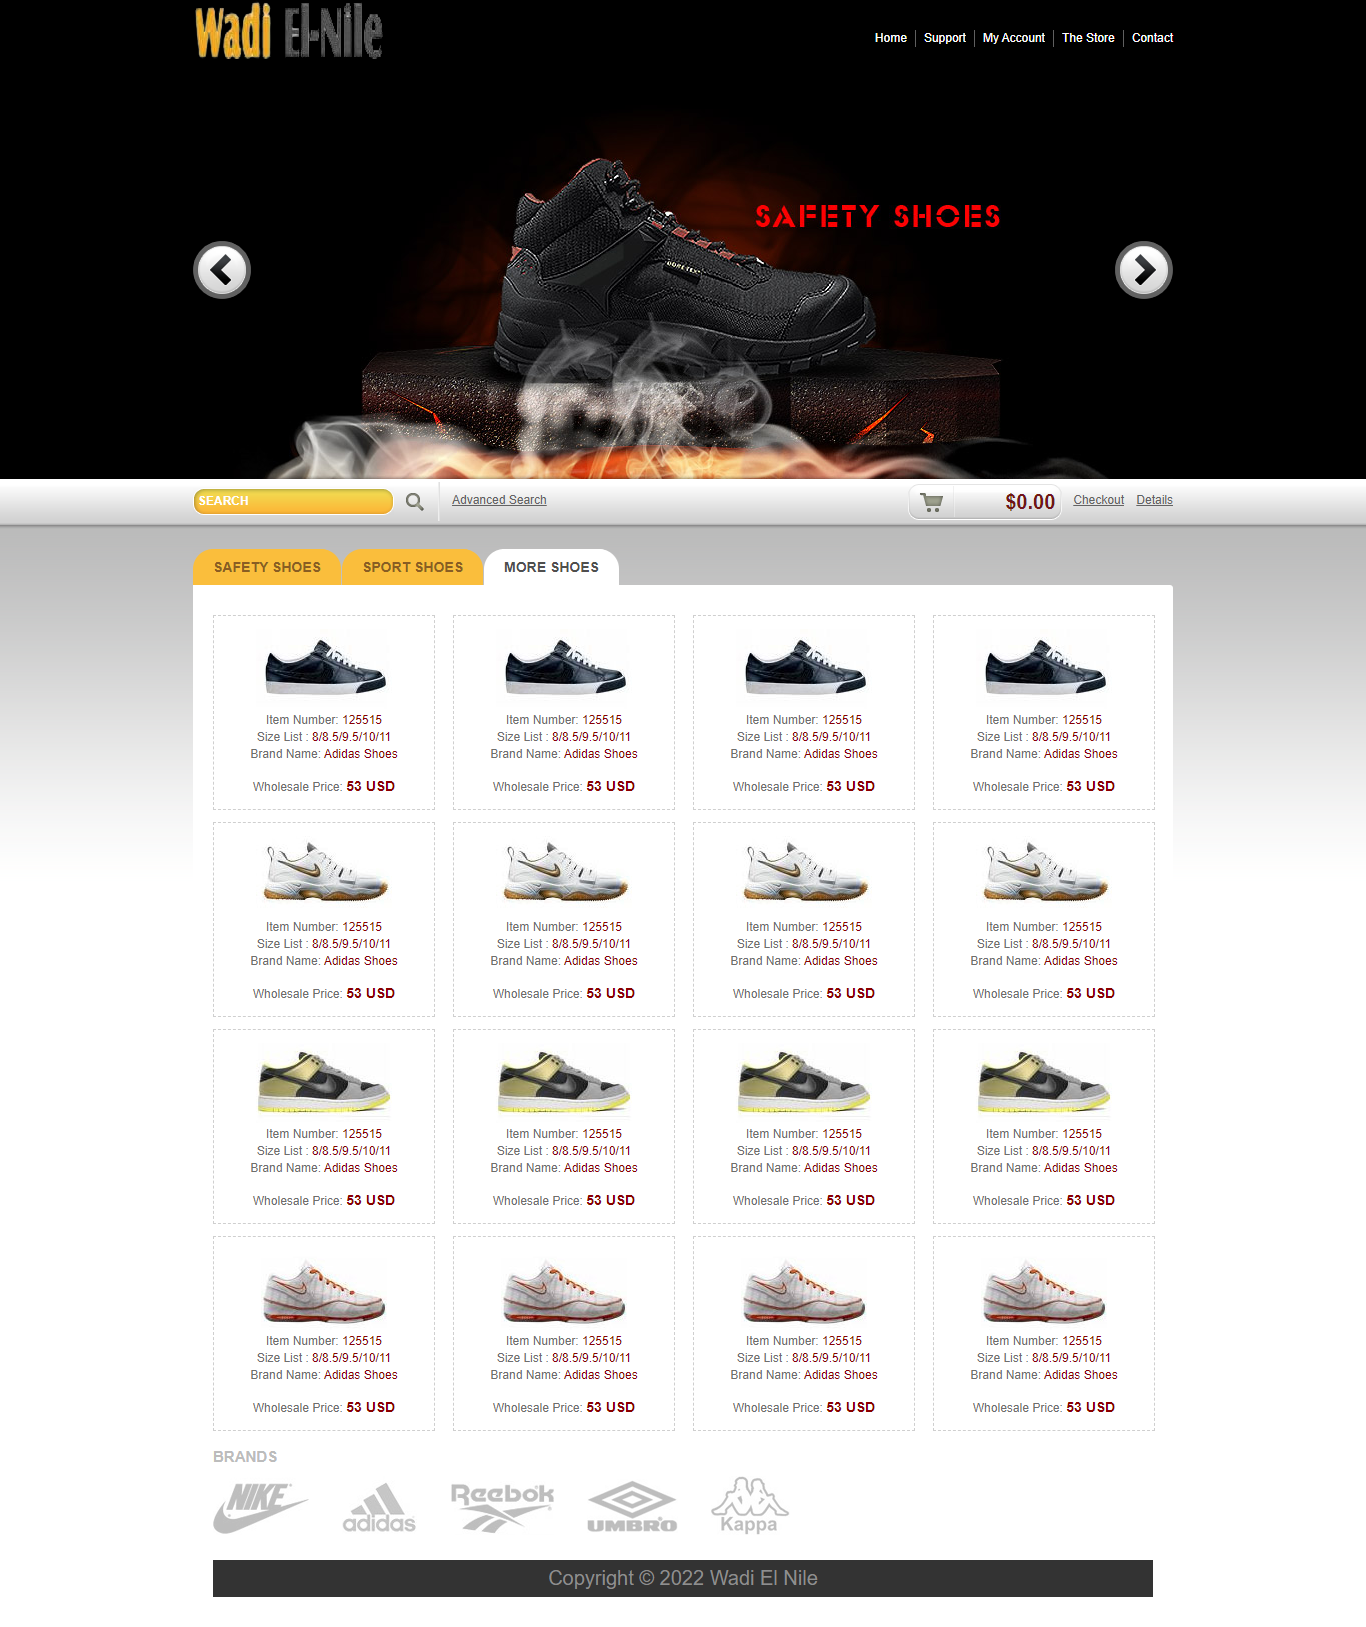 Wadi El-Nile
Home Support My Account The Store Contact
SAFETY SHOES
GORE-TEX
SEARCH Advanced Search $0.00 Checkout Details
SAFETY SHOES SPORT SHOES MORE SHOES
Item Number: 125515 Item Number: 125515 Item Number: 125515 Item Number: 125515
Size List : 8/8.5/9.5/10/11 Size List : 8/8.5/9.5/10/11 Size List : 8/8.5/9.5/10/11 Size List : 8/8.5/9.5/10/11
Brand Name: Adidas Shoes Brand Name: Adidas Shoes Brand Name: Adidas Shoes Brand Name: Adidas Shoes
Wholesale Price: 53 USD Wholesale Price: 53 USD Wholesale Price: 53 USD Wholesale Price: 53 USD
Item Number: 125515 Item Number: 125515 Item Number: 125515 Item Number: 125515
Size List : 8/8.5/9.5/10/11 Size List : 8/8.5/9.5/10/11 Size List : 8/8.5/9.5/10/11 Size List : 8/8.5/9.5/10/11
Brand Name: Adidas Shoes Brand Name: Adidas Shoes Brand Name: Adidas Shoes Brand Name: Adidas Shoes
Wholesale Price: 53 USD Wholesale Price: 53 USD Wholesale Price: 53 USD Wholesale Price: 53 USD
Item Number: 125515 Item Number: 125515 Item Number: 125515 Item Number: 125515
Size List : 8/8.5/9.5/10/11 Size List : 8/8.5/9.5/10/11 Size List : 8/8.5/9.5/10/11 Size List : 8/8.5/9.5/10/11
Brand Name: Adidas Shoes Brand Name: Adidas Shoes Brand Name: Adidas Shoes Brand Name: Adidas Shoes
Wholesale Price: 53 USD Wholesale Price: 53 USD Wholesale Price: 53 USD Wholesale Price: 53 USD
Item Number: 125515 Item Number: 125515 Item Number: 125515 Item Number: 125515
Size List : 8/8.5/9.5/10/11 Size List : 8/8.5/9.5/10/11 Size List : 8/8.5/9.5/10/11 Size List : 8/8.5/9.5/10/11
Brand Name: Adidas Shoes Brand Name: Adidas Shoes Brand Name: Adidas Shoes Brand Name: Adidas Shoes
Wholesale Price: 53 USD Wholesale Price: 53 USD Wholesale Price: 53 USD Wholesale Price: 53 USD
BRANDS
NIKE adidas Reebok UMBRO Kappa
Copyright © 2022 Wadi El Nile